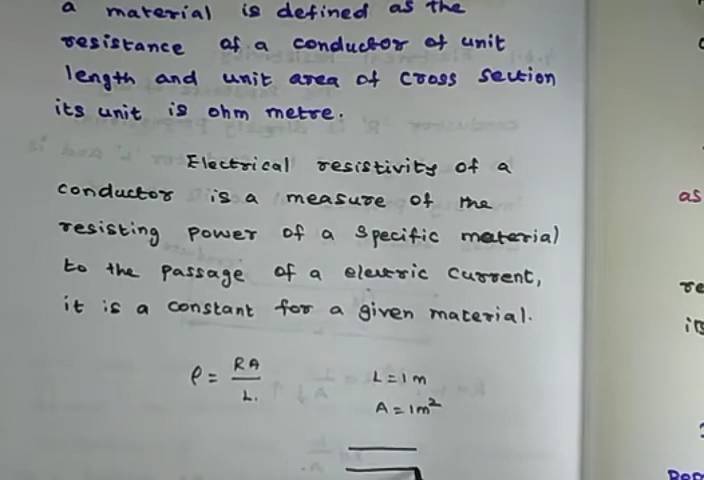 a material is defined as the
resistance of a conductor of unit
length and unit area of cross section
its unit is ohm metre.
Electrical resistivity of a
conductor is a measure of the
resisting power of a specific material
to the passage of a electric current,
it is a constant for a given material.
ρ = RA / L.
L = 1 m
A = 1 m²
as
re